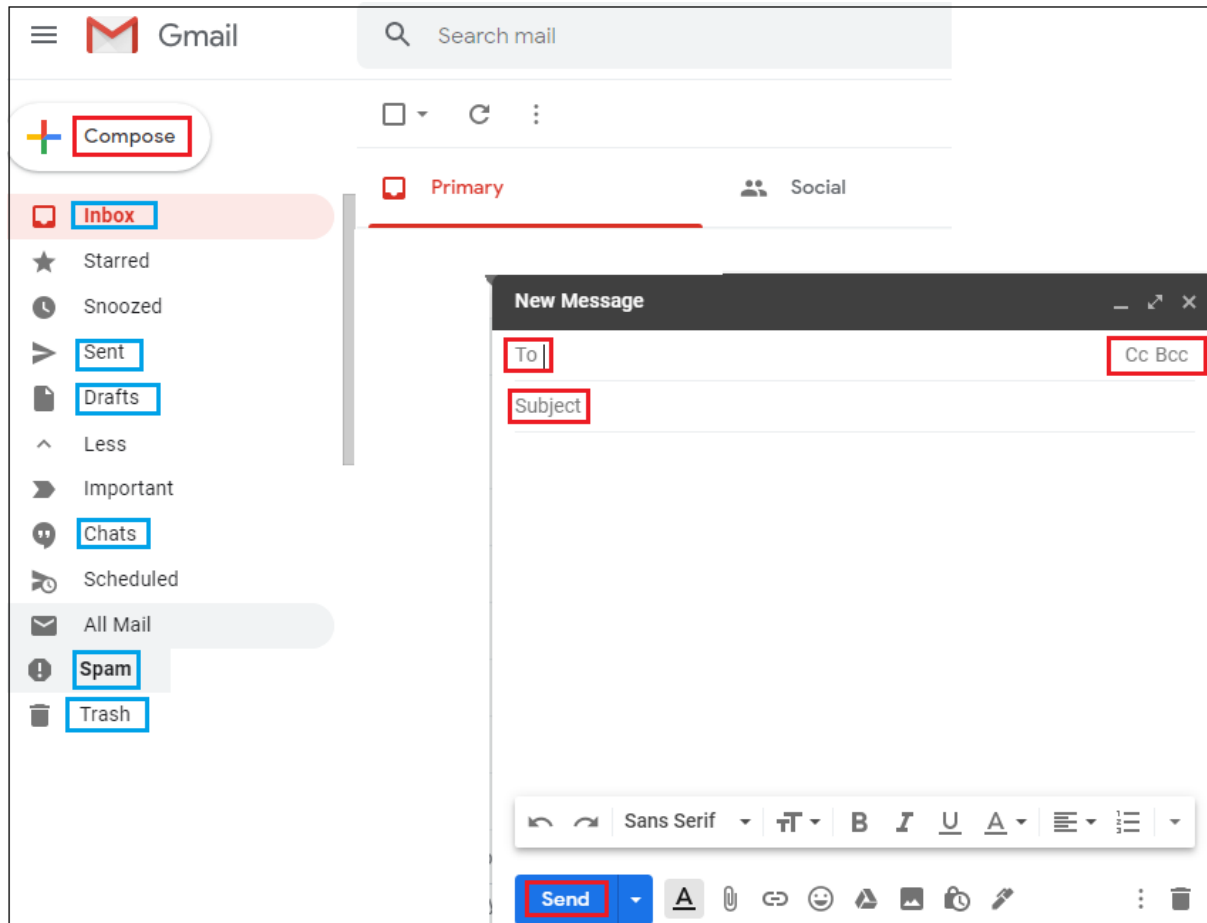 Gmail
Search mail
Compose
Primary
Social
Inbox
Starred
Snoozed
Sent
Drafts
Less
Important
Chats
Scheduled
All Mail
Spam
Trash
New Message
To
Cc Bcc
Subject
Sans Serif
Send